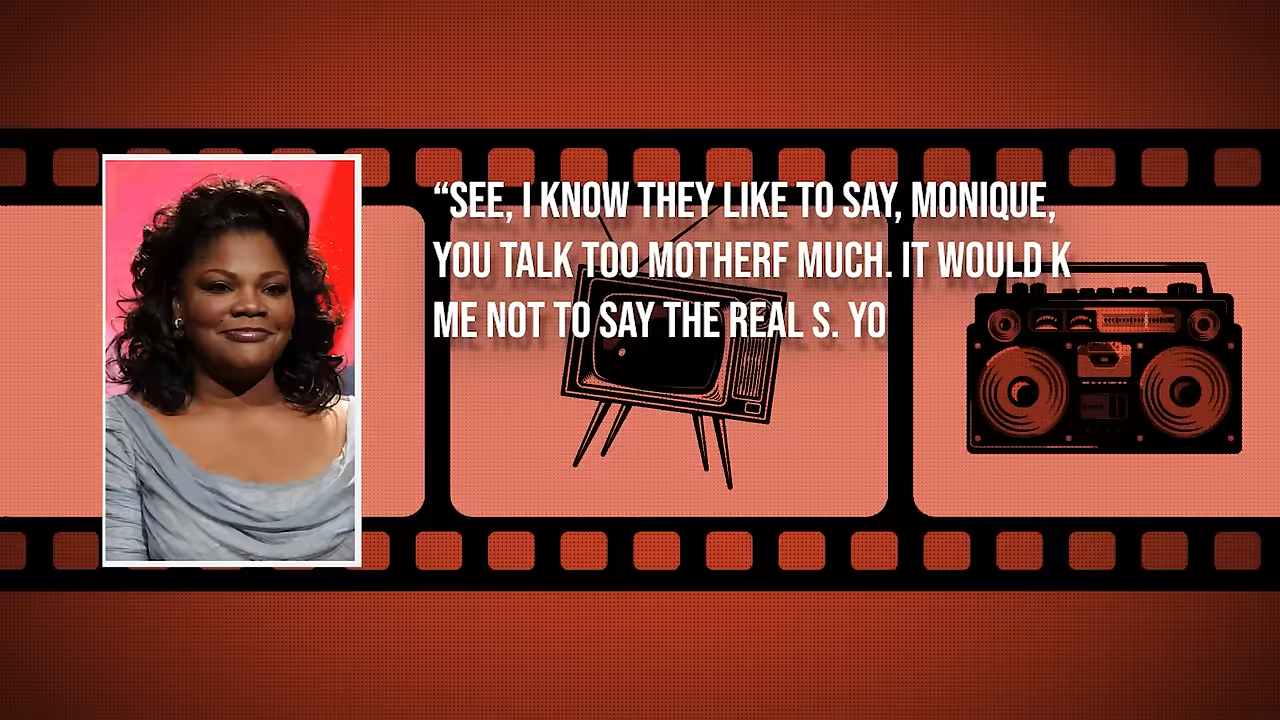 “SEE, I KNOW THEY LIKE TO SAY, MONIQUE,
YOU TALK TOO MOTHERF MUCH. IT WOULD K
ME NOT TO SAY THE REAL S. YO